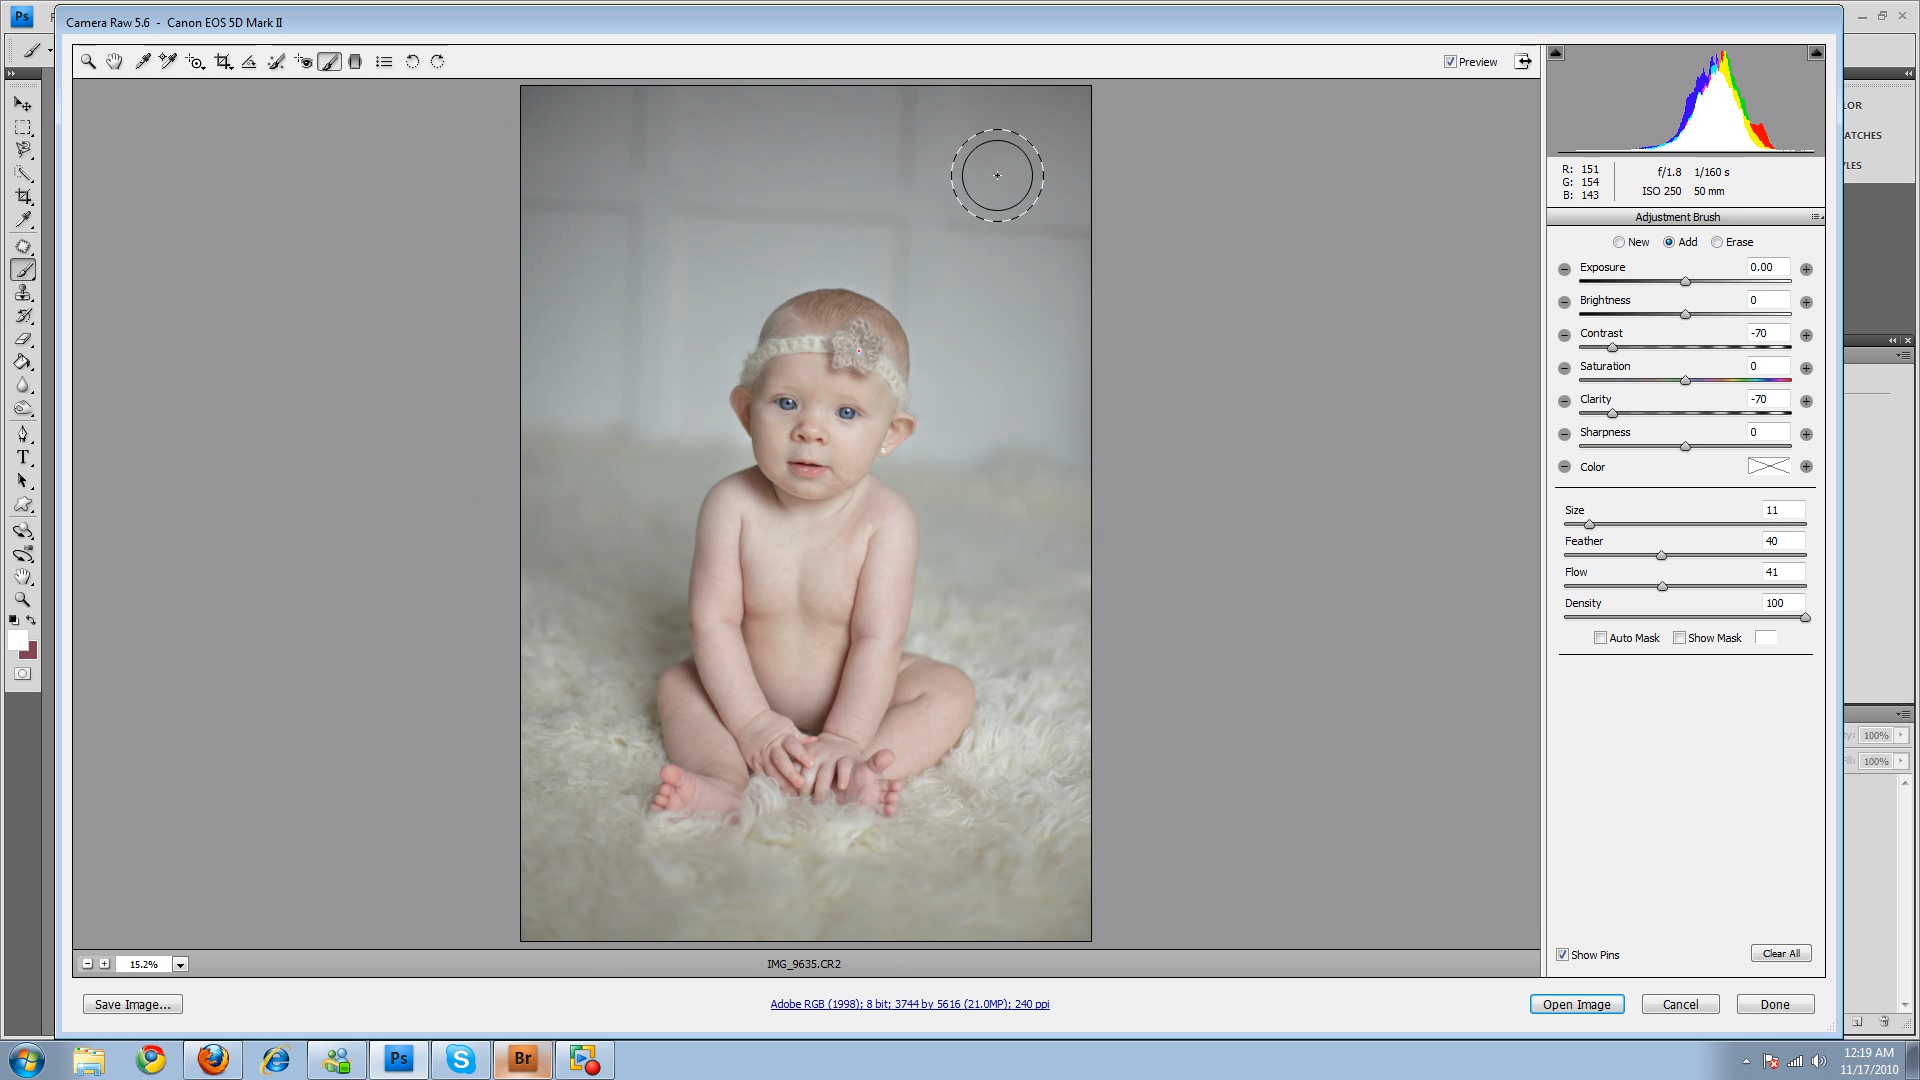 Ps
Camera Raw 5.6 - Canon EOS 5D Mark II
Preview
R: 151
G: 154
B: 143
f/1.8 1/160 s
ISO 250 50 mm
Adjustment Brush
New Add Erase
Exposure 0.00
Brightness 0
Contrast -70
Saturation 0
Clarity -70
Sharpness 0
Color
Size 11
Feather 40
Flow 41
Density 100
Auto Mask Show Mask
Show Pins Clear All
OR
ATCHES
LES
T
100%
100%
15.2%
IMG_9635.CR2
Save Image...
Adobe RGB (1998); 8 bit; 3744 by 5616 (21.0MP); 240 ppi
Open Image Cancel Done
Ps
Br
12:19 AM
11/17/2010